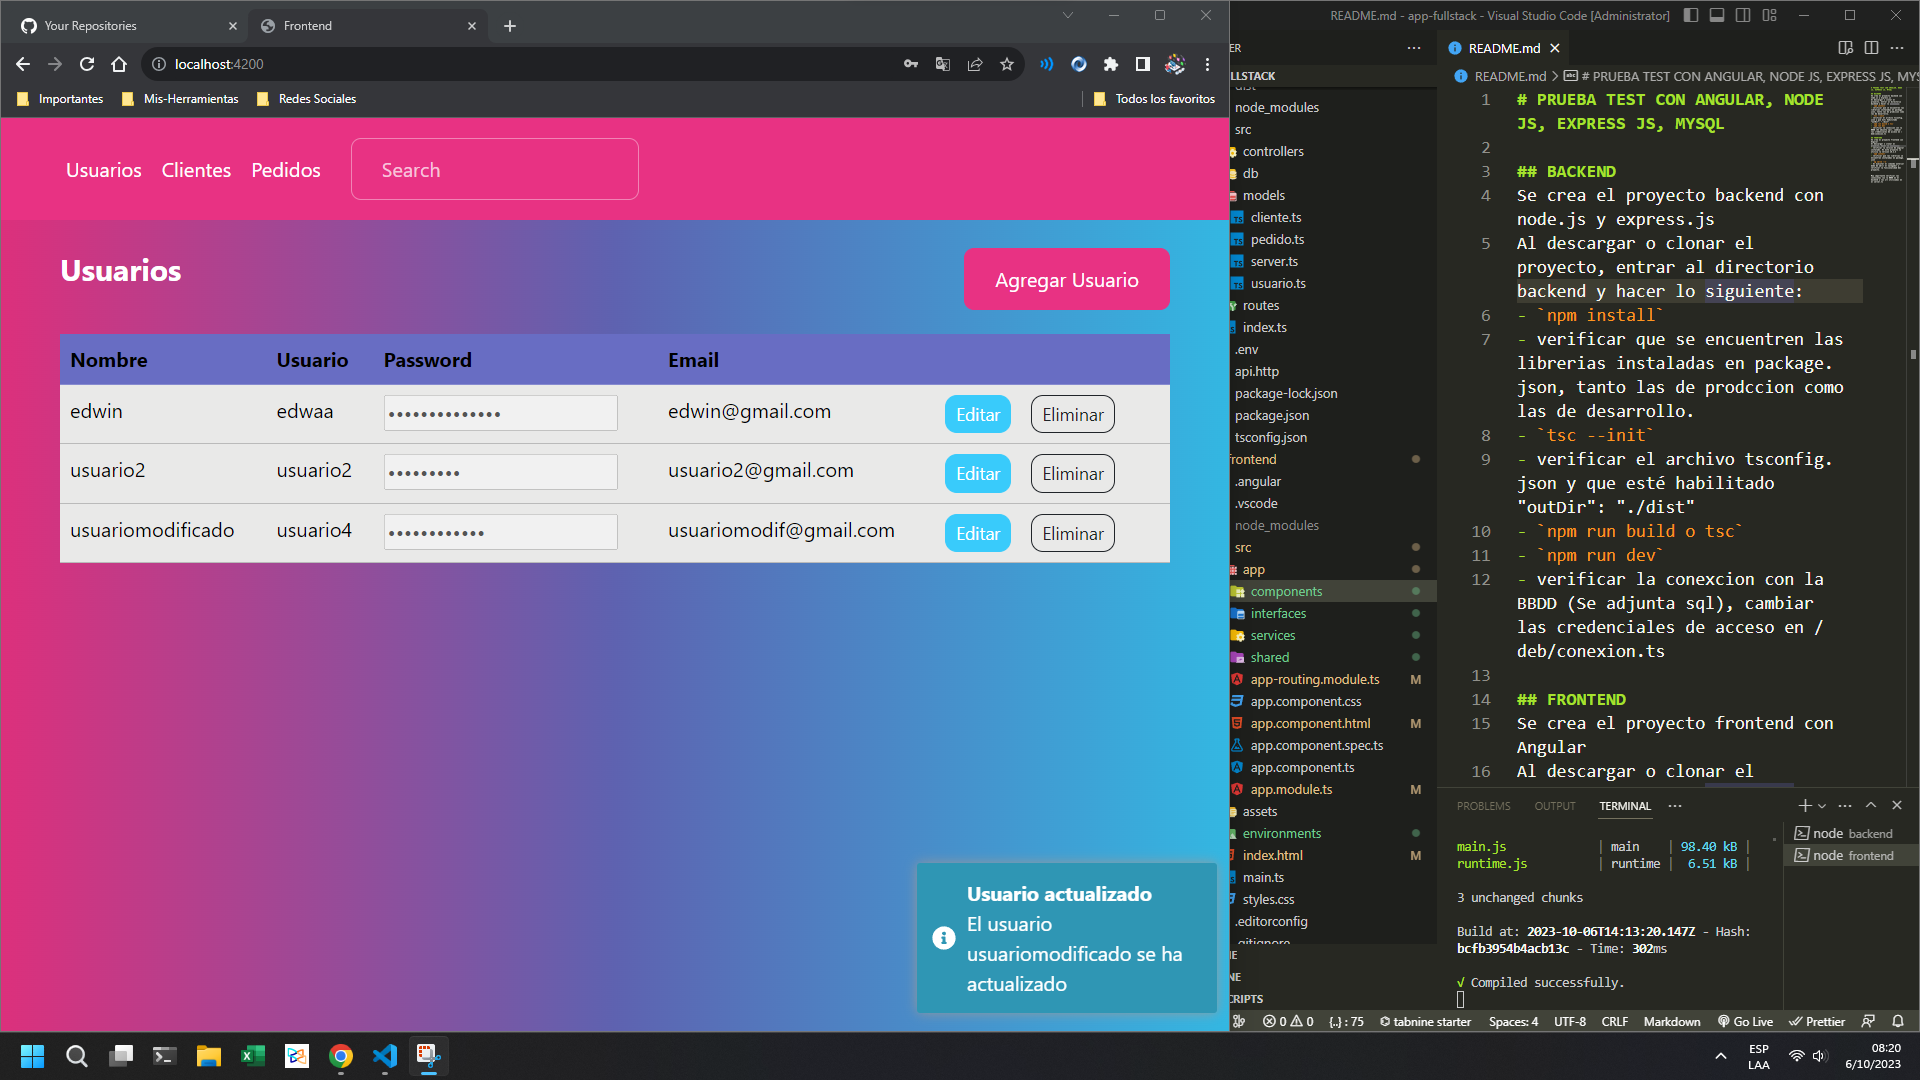 Your Repositories
Frontend
localhost:4200
Importantes
Mis-Herramientas
Redes Sociales
Todos los favoritos
Usuarios
Clientes
Pedidos
Search
Usuarios
Agregar Usuario
Nombre Usuario Password Email
edwin edwaa •••••••••••••• edwin@gmail.com Editar Eliminar
usuario2 usuario2 ••••••••• usuario2@gmail.com Editar Eliminar
usuariomodificado usuario4 •••••••••••• usuariomodif@gmail.com Editar Eliminar
Usuario actualizado
El usuario
usuariomodificado se ha
actualizado
README.md - app-fullstack - Visual Studio Code [Administrator]
ER
README.md
LLSTACK
README.md > # PRUEBA TEST CON ANGULAR, NODE JS, EXPRESS JS, MYS
dist
node_modules
src
controllers
db
models
cliente.ts
pedido.ts
server.ts
usuario.ts
routes
index.ts
.env
api.http
package-lock.json
package.json
tsconfig.json
rontend
.angular
.vscode
node_modules
src
app
components
interfaces
services
shared
app-routing.module.ts M
app.component.css
app.component.html M
app.component.spec.ts
app.component.ts
app.module.ts M
assets
environments
index.html M
main.ts
styles.css
.editorconfig
.gitignore
NE
CRIPTS
1 # PRUEBA TEST CON ANGULAR, NODE
JS, EXPRESS JS, MYSQL
2
3 ## BACKEND
4 Se crea el proyecto backend con
node.js y express.js
5 Al descargar o clonar el
proyecto, entrar al directorio
backend y hacer lo siguiente:
6 - `npm install`
7 - verificar que se encuentren las
librerias instaladas en package.
json, tanto las de prodccion como
las de desarrollo.
8 - `tsc --init`
9 - verificar el archivo tsconfig.
json y que esté habilitado
"outDir": "./dist"
10 - `npm run build o tsc`
11 - `npm run dev`
12 - verificar la conexcion con la
BBDD (Se adjunta sql), cambiar
las credenciales de acceso en /
deb/conexion.ts
13
14 ## FRONTEND
15 Se crea el proyecto frontend con
Angular
16 Al descargar o clonar el
PROBLEMS OUTPUT TERMINAL
main.js | main | 98.40 kB |
runtime.js | runtime | 6.51 kB |
3 unchanged chunks
Build at: 2023-10-06T14:13:20.147Z - Hash:
bcfb3954b4acb13c - Time: 302ms
√ Compiled successfully.
node backend
node frontend
0 0 {..} : 75 tabnine starter Spaces: 4 UTF-8 CRLF Markdown Go Live Prettier
ESP
LAA
08:20
6/10/2023